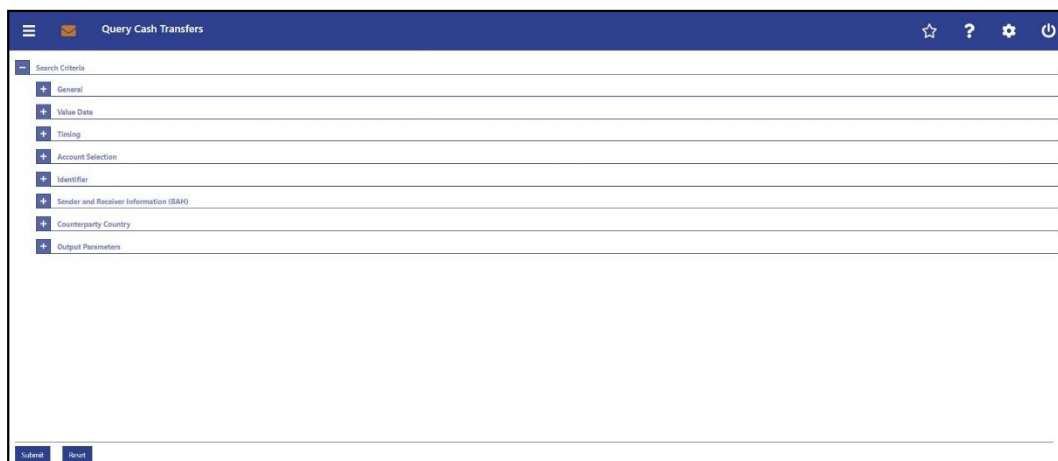 Query Cash Transfers
Search Criteria
General
Value Date
Timing
Account Selection
Identifier
Sender and Receiver Information (BAH)
Counterparty Country
Output Parameters
Submit Reset